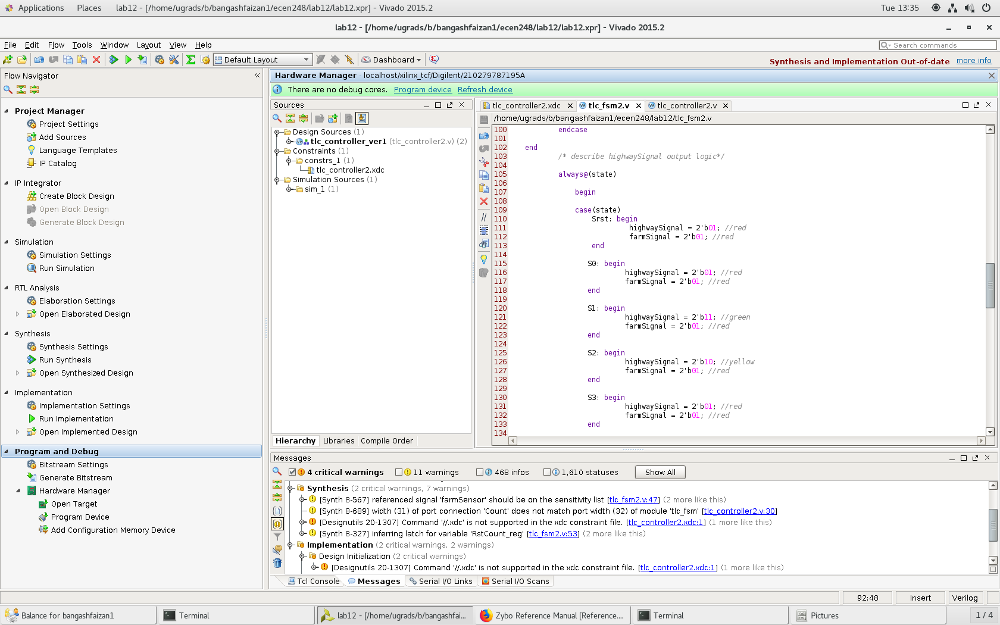 Applications Places lab12 - [/home/ugrads/b/bangashfaizan1/ecen248/lab12/lab12.xpr] - Vivado 2015.2 Tue 13:35
lab12 - [/home/ugrads/b/bangashfaizan1/ecen248/lab12/lab12.xpr] - Vivado 2015.2
File Edit Flow Tools Window Layout View Help Search commands
Default Layout Dashboard Synthesis and Implementation Out-of-date more info
Flow Navigator
Project Manager
Project Settings
Add Sources
Language Templates
IP Catalog
IP Integrator
Create Block Design
Open Block Design
Generate Block Design
Simulation
Simulation Settings
Run Simulation
RTL Analysis
Elaboration Settings
Open Elaborated Design
Synthesis
Synthesis Settings
Run Synthesis
Open Synthesized Design
Implementation
Implementation Settings
Run Implementation
Open Implemented Design
Program and Debug
Bitstream Settings
Generate Bitstream
Hardware Manager
Open Target
Program Device
Add Configuration Memory Device
Hardware Manager - localhost/xilinx_tcf/Digilent/210279787195A
There are no debug cores. Program device Refresh device
Sources
Design Sources (1)
tlc_controller_ver1 (tlc_controller2.v) (2)
Constraints (1)
constrs_1 (1)
tlc_controller2.xdc
Simulation Sources (1)
sim_1 (1)
Hierarchy Libraries Compile Order
tlc_controller2.xdc tlc_fsm2.v tlc_controller2.v
/home/ugrads/b/bangashfaizan1/ecen248/lab12/tlc_fsm2.v
100 endcase
101
102 end
103 /* describe highwaySignal output logic*/
104
105 always@(state)
106
107 begin
108
109 case(state)
110 Srst: begin
111 highwaySignal = 2'b01; //red
112 farmSignal = 2'b01; //red
113 end
114
115 S0: begin
116 highwaySignal = 2'b01; //red
117 farmSignal = 2'b01; //red
118 end
119
120 S1: begin
121 highwaySignal = 2'b11; //green
122 farmSignal = 2'b01; //red
123 end
124
125 S2: begin
126 highwaySignal = 2'b10; //yellow
127 farmSignal = 2'b01; //red
128 end
129
130 S3: begin
131 highwaySignal = 2'b01; //red
132 farmSignal = 2'b01; //red
133 end
134
Messages
4 critical warnings 11 warnings 468 infos 1,610 statuses Show All
Synthesis (2 critical warnings, 7 warnings)
[Synth 8-567] referenced signal 'farmSensor' should be on the sensitivity list [tlc_fsm2.v:47] (2 more like this)
[Synth 8-689] width (31) of port connection 'Count' does not match port width (32) of module 'tlc_fsm' [tlc_controller2.v:30]
[Designutils 20-1307] Command '//.xdc' is not supported in the xdc constraint file. [tlc_controller2.xdc:1] (1 more like this)
[Synth 8-327] inferring latch for variable 'RstCount_reg' [tlc_fsm2.v:53] (2 more like this)
Implementation (2 critical warnings, 2 warnings)
Design Initialization (2 critical warnings)
[Designutils 20-1307] Command '//.xdc' is not supported in the xdc constraint file. [tlc_controller2.xdc:1] (1 more like this)
Tcl Console Messages Serial I/O Links Serial I/O Scans
92:48 Insert Verilog
Balance for bangashfaizan1 Terminal lab12 - [/home/ugrads/b/bangashfai... Zybo Reference Manual [Reference.... Terminal Pictures 1 / 4